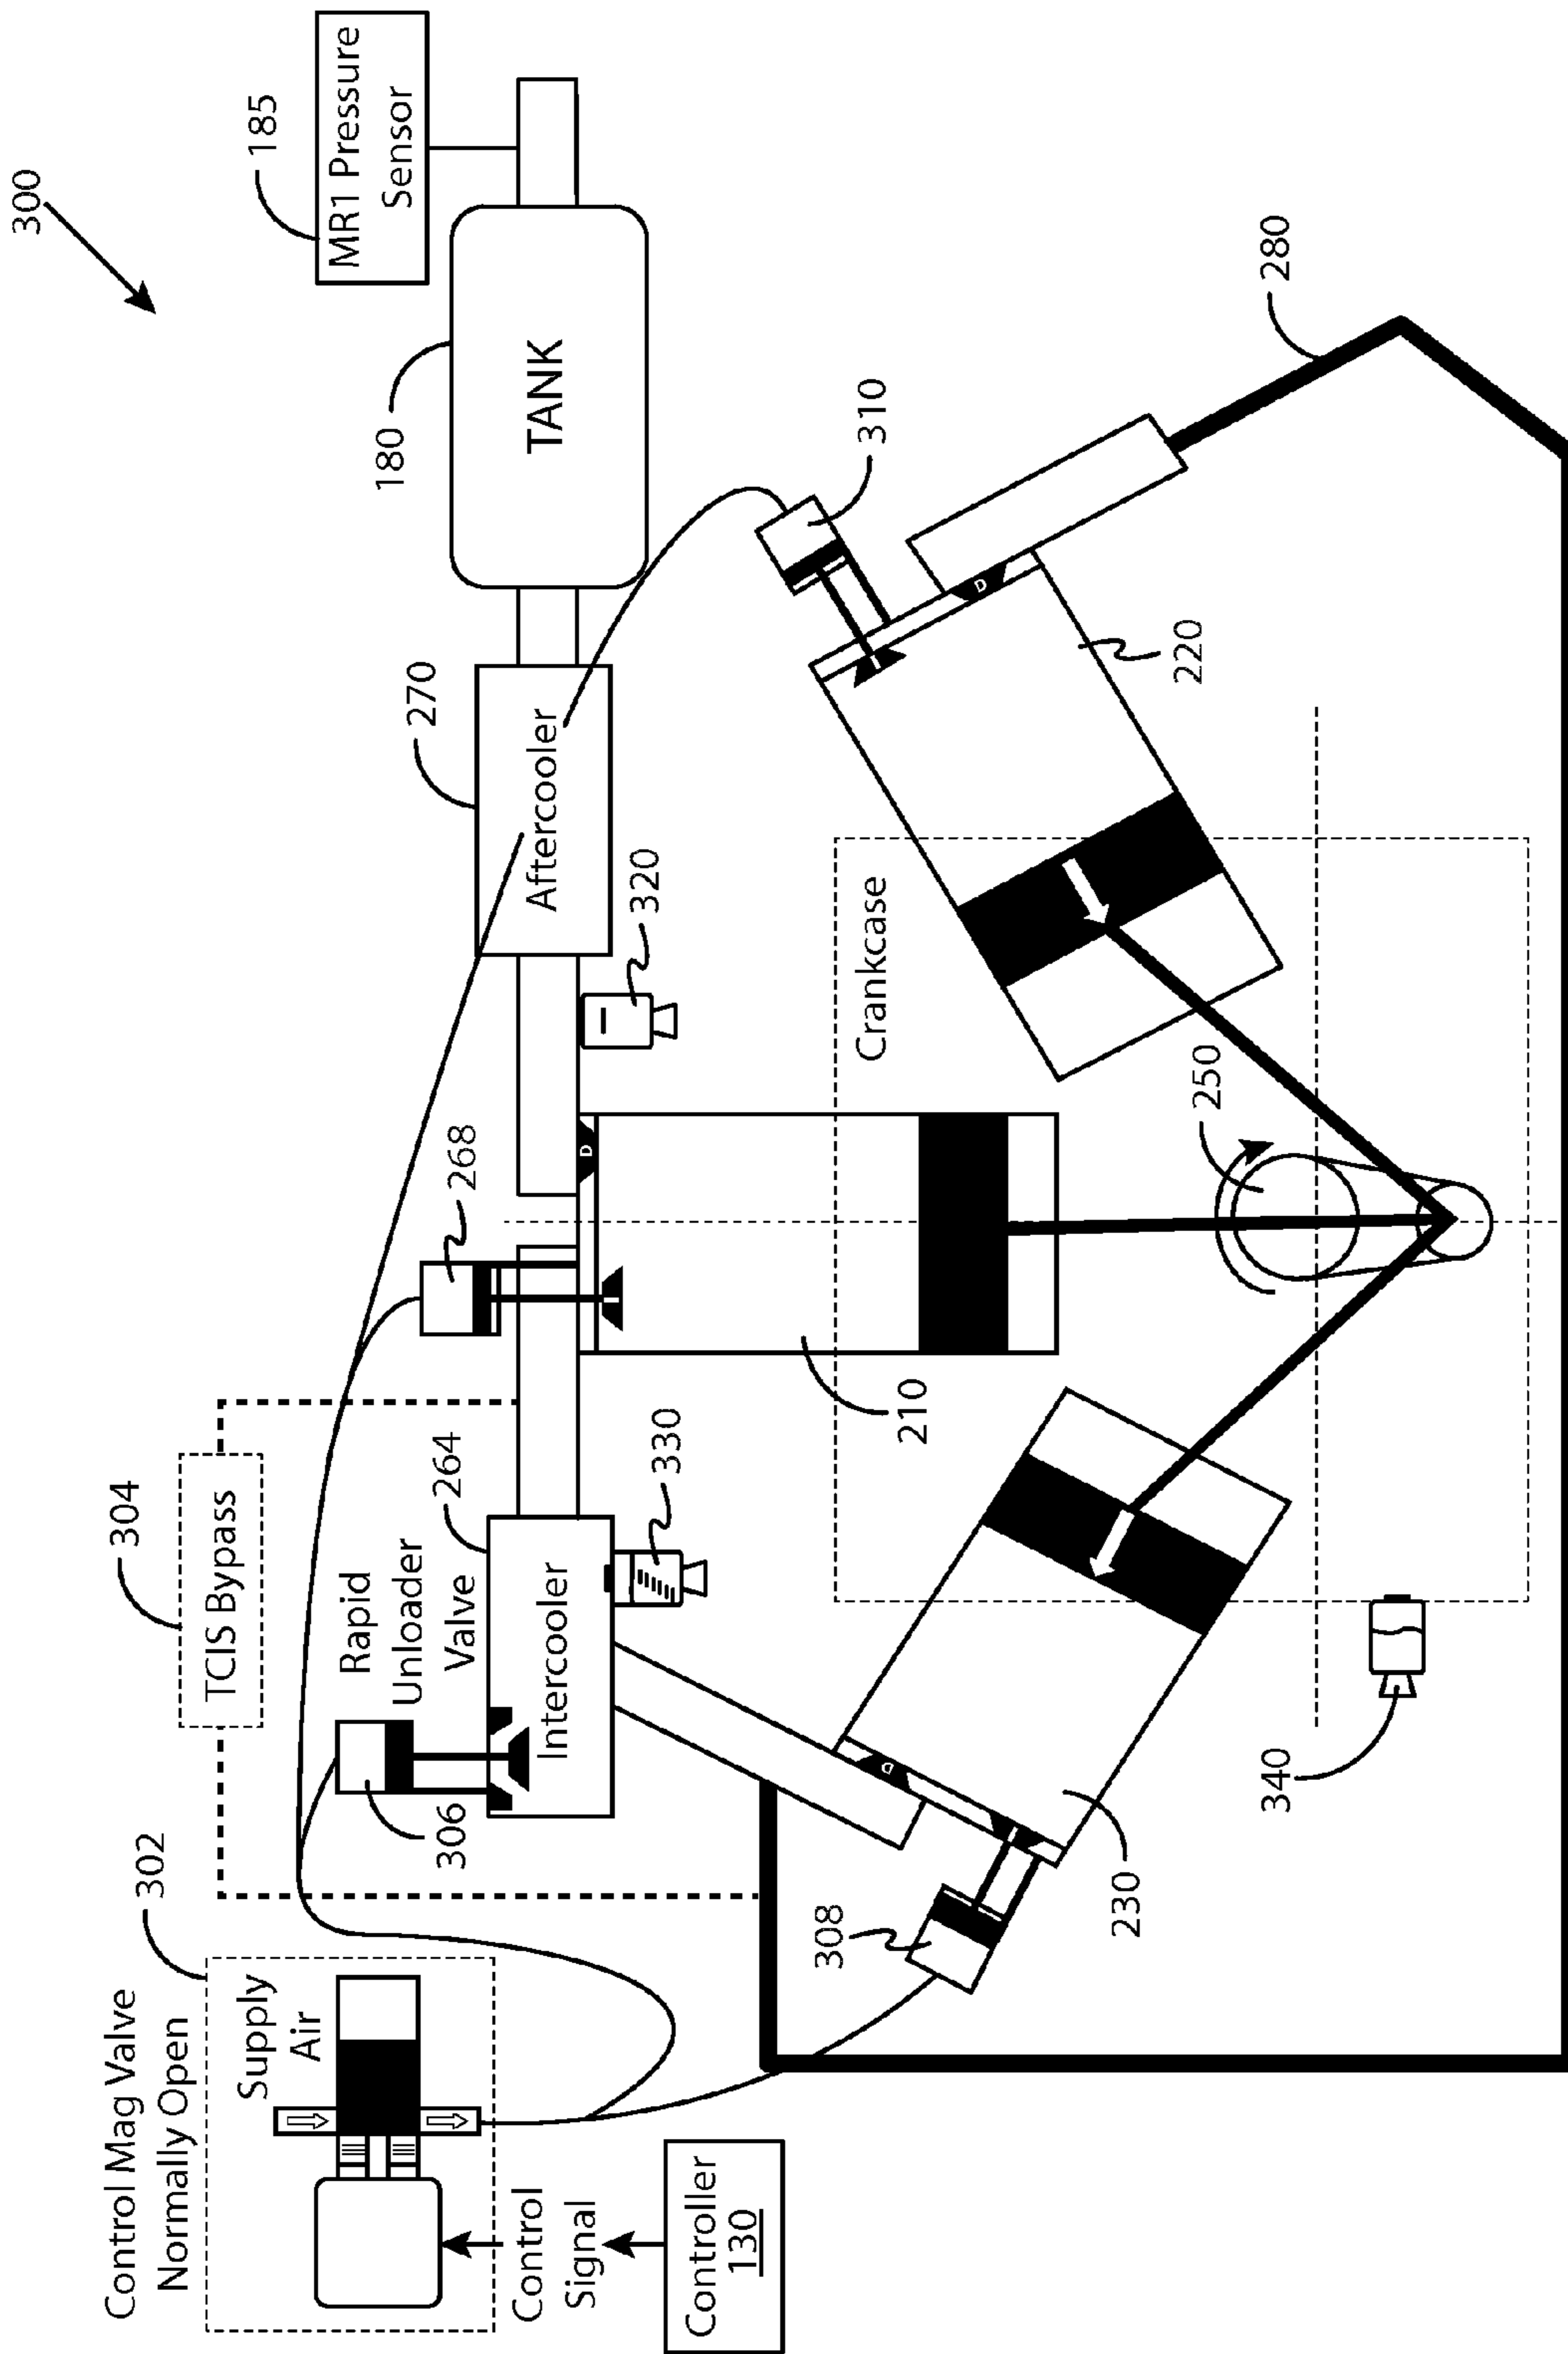 300
Control Mag Valve
Normally Open
302
Supply
Air
Control
Signal
Controller
130
304
TCIS Bypass
306
Rapid
Unloader
Valve
264
Intercooler
330
268
270
Aftercooler
320
180
TANK
185
MR1 Pressure
Sensor
310
280
D
220
Crankcase
D
210
250
D
308
230
340